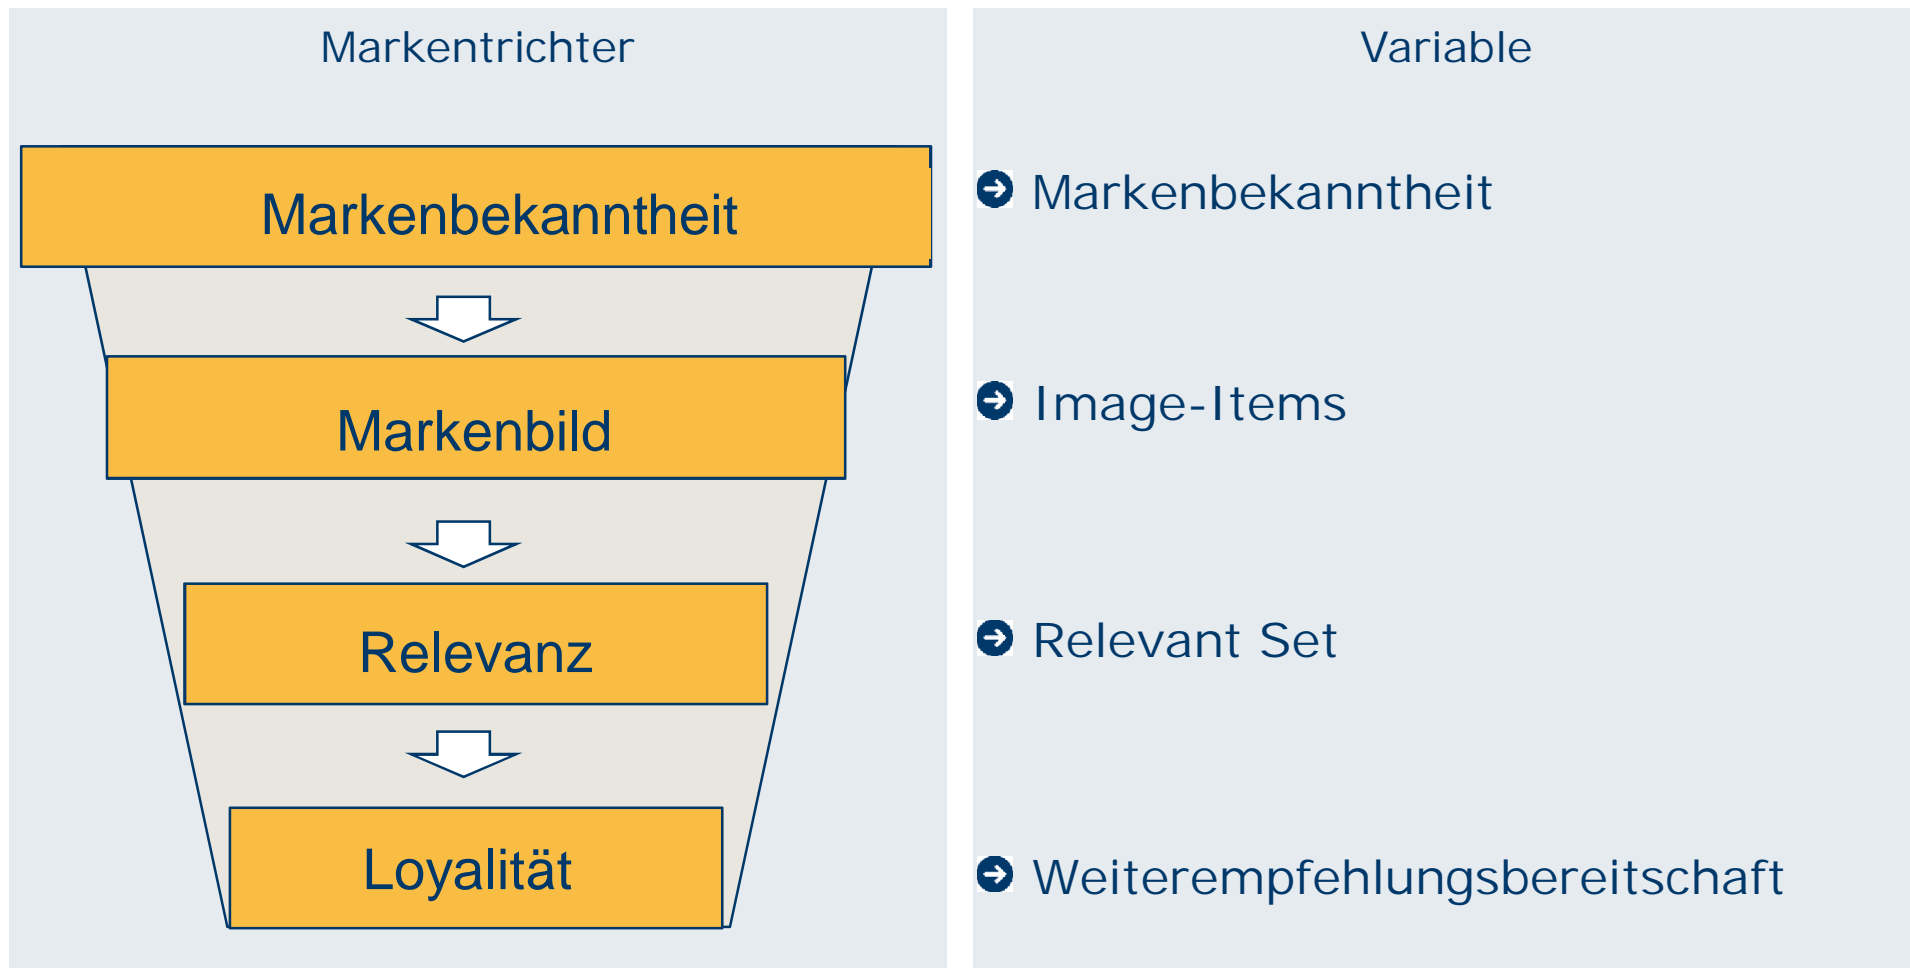 Markentrichter
Variable
Markenbekanntheit
Markenbekanntheit
Markenbild
Image-Items
Relevanz
Relevant Set
Loyalität
Weiterempfehlungsbereitschaft